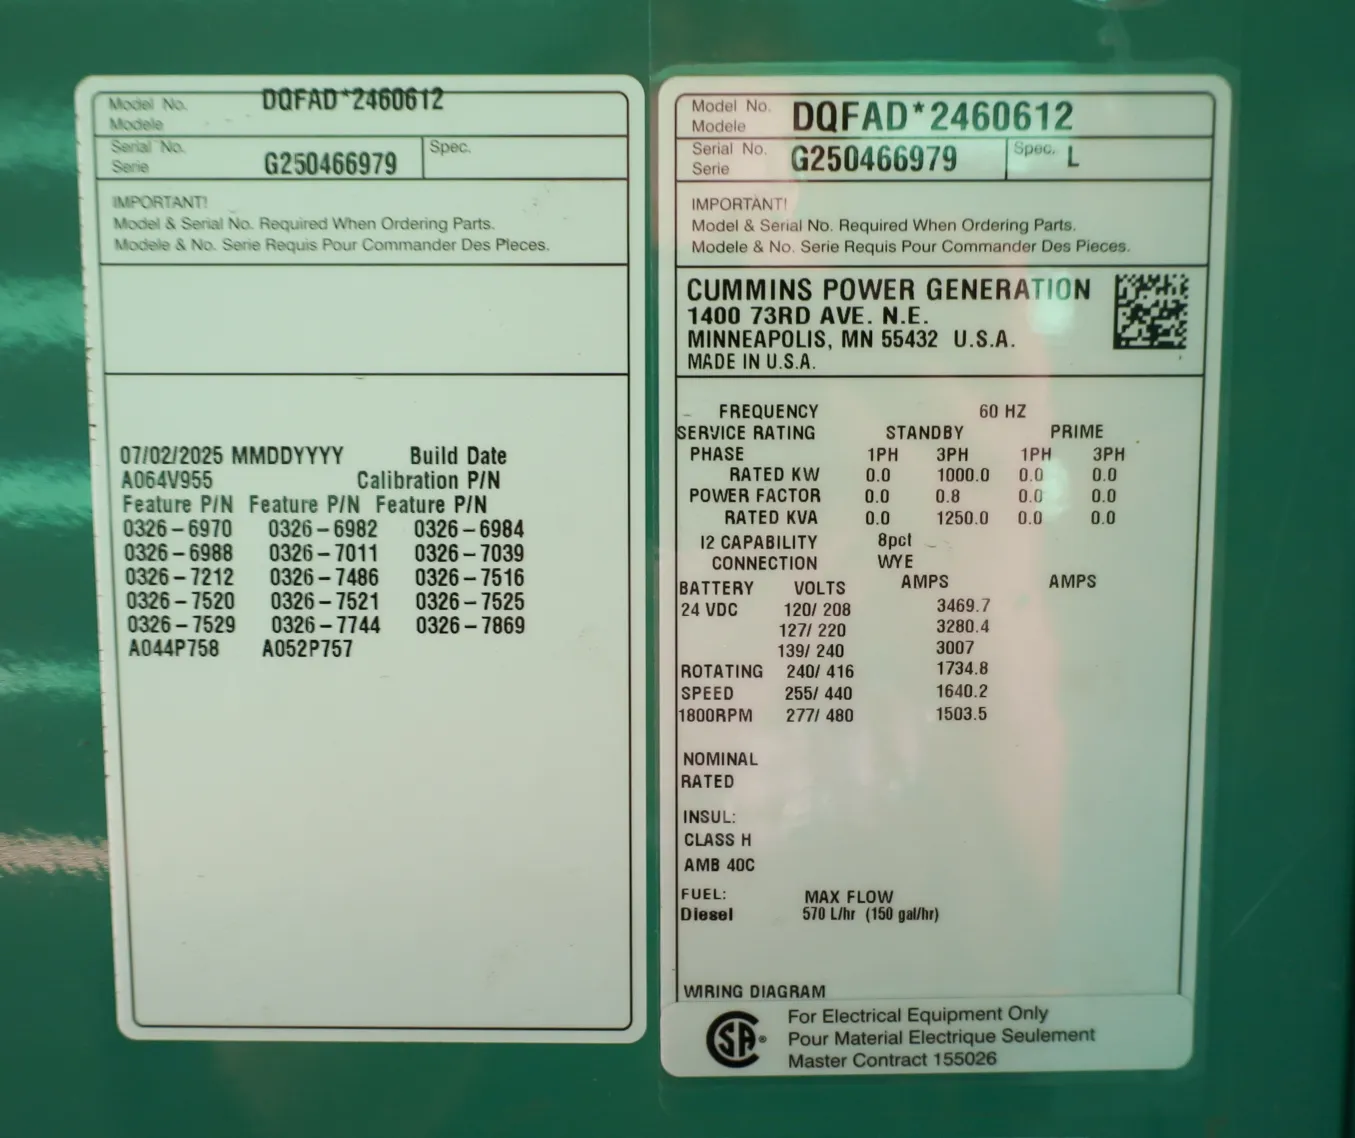 Model No. DQFAD*2460612
Modele
Serial No. G250466979 Spec.
Serie
IMPORTANT!
Model & Serial No. Required When Ordering Parts.
Modele & No. Serie Requis Pour Commander Des Pieces.
07/02/2025 MMDDYYYY Build Date
A064V955 Calibration P/N
Feature P/N Feature P/N Feature P/N
0326-6970 0326-6982 0326-6984
0326-6988 0326-7011 0326-7039
0326-7212 0326-7486 0326-7516
0326-7520 0326-7521 0326-7525
0326-7529 0326-7744 0326-7869
A044P758 A052P757
Model No. DQFAD*2460612
Modele
Serial No. G250466979 Spec. L
Serie
IMPORTANT!
Model & Serial No. Required When Ordering Parts.
Modele & No. Serie Requis Pour Commander Des Pieces.
CUMMINS POWER GENERATION
1400 73RD AVE. N.E.
MINNEAPOLIS, MN 55432 U.S.A.
MADE IN U.S.A.
FREQUENCY 60 HZ
SERVICE RATING STANDBY PRIME
PHASE 1PH 3PH 1PH 3PH
RATED KW 0.0 1000.0 0.0 0.0
POWER FACTOR 0.0 0.8 0.0 0.0
RATED KVA 0.0 1250.0 0.0 0.0
I2 CAPABILITY 8pct
CONNECTION WYE
BATTERY VOLTS AMPS AMPS
24 VDC 120/ 208 3469.7
127/ 220 3280.4
139/ 240 3007
ROTATING 240/ 416 1734.8
SPEED 255/ 440 1640.2
1800RPM 277/ 480 1503.5
NOMINAL
RATED
INSUL:
CLASS H
AMB 40C
FUEL: MAX FLOW
Diesel 570 L/hr (150 gal/hr)
WIRING DIAGRAM
CSA® For Electrical Equipment Only
Pour Material Electrique Seulement
Master Contract 155026